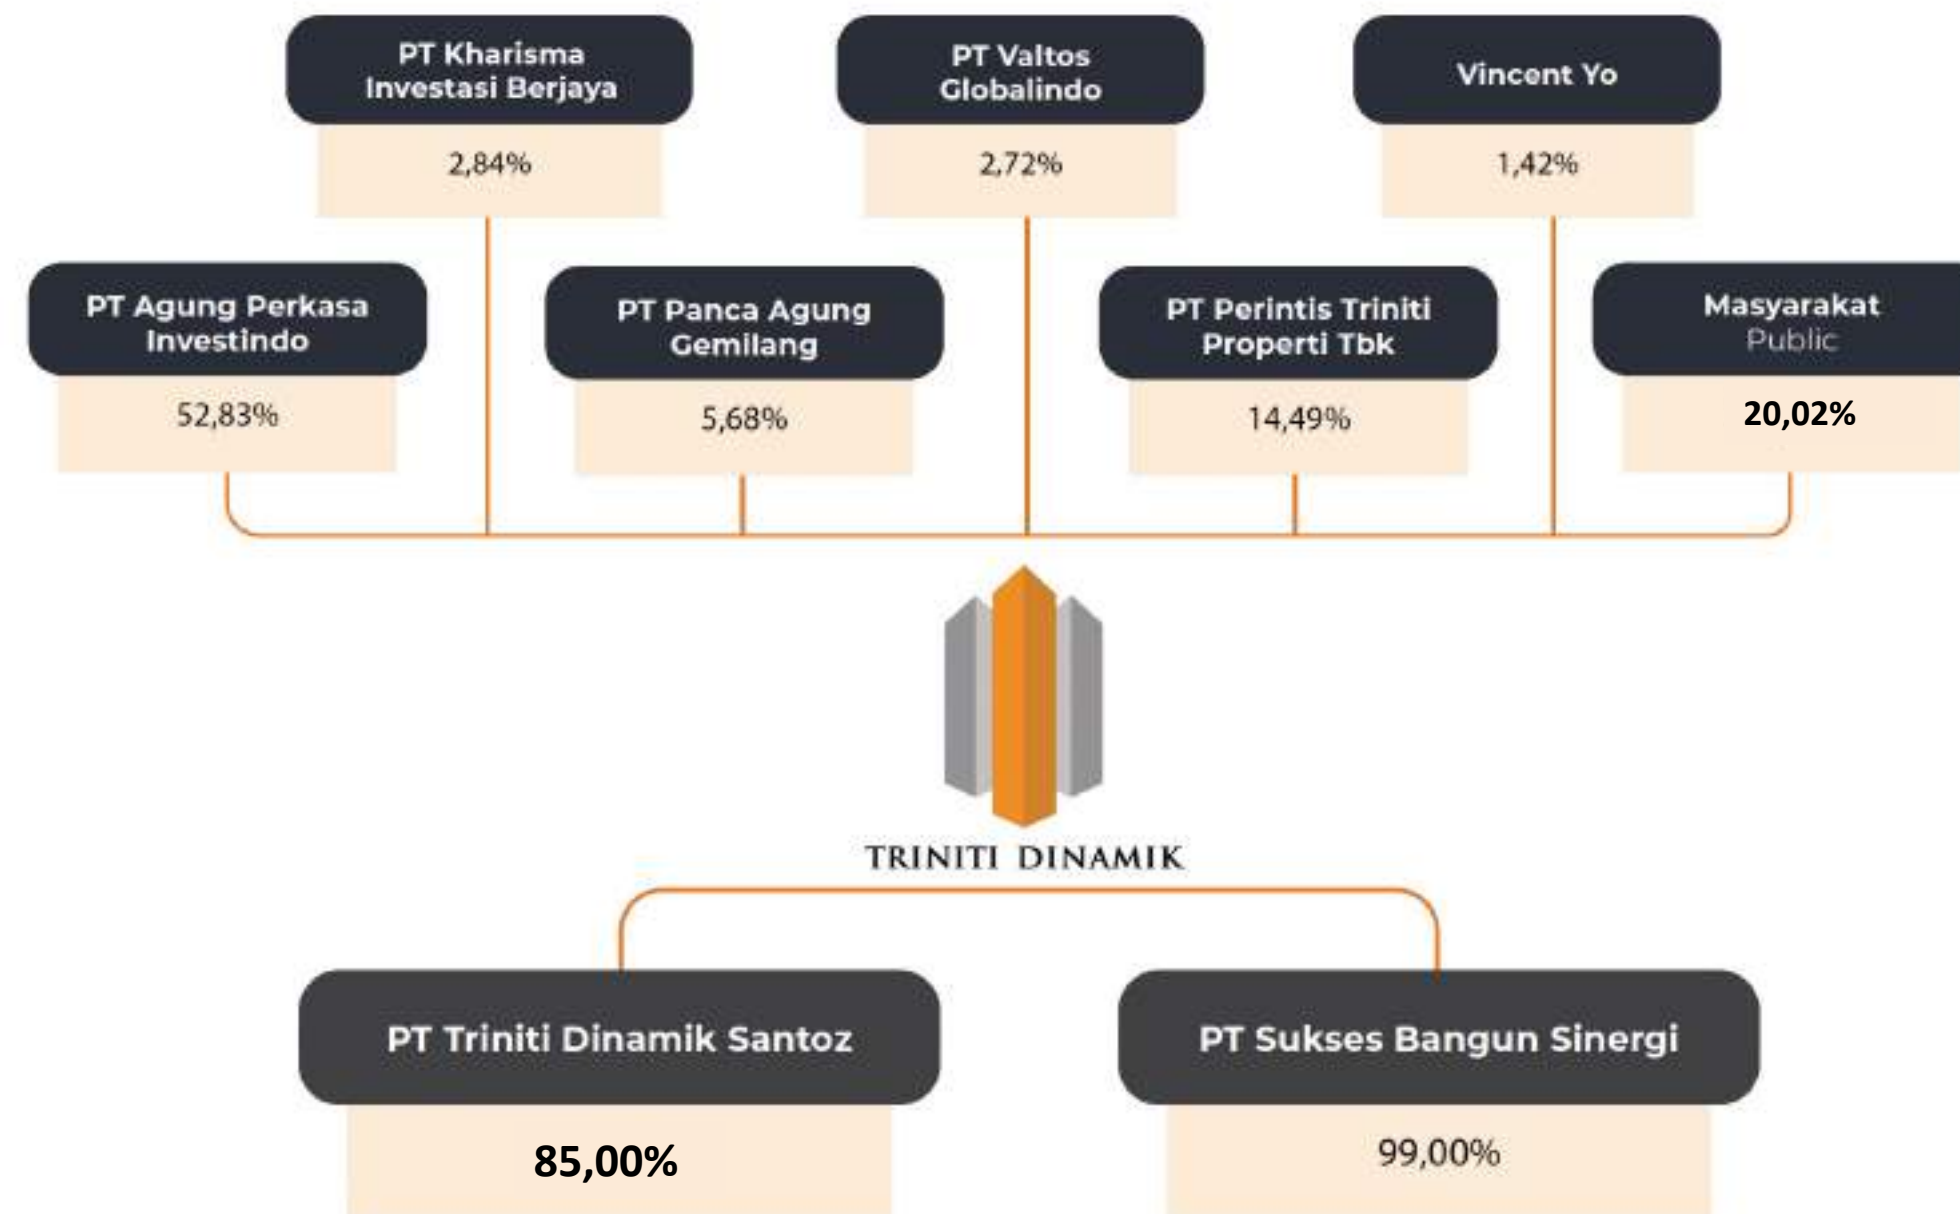 PT Kharisma
Investasi Berjaya
2,84%
PT Valtos
Globalindo
2,72%
Vincent Yo
1,42%
PT Agung Perkasa
Investindo
52,83%
PT Panca Agung
Gemilang
5,68%
PT Perintis Triniti
Properti Tbk
14,49%
Masyarakat
Public
20,02%
TRINITI DINAMIK
PT Triniti Dinamik Santoz
85,00%
PT Sukses Bangun Sinergi
99,00%